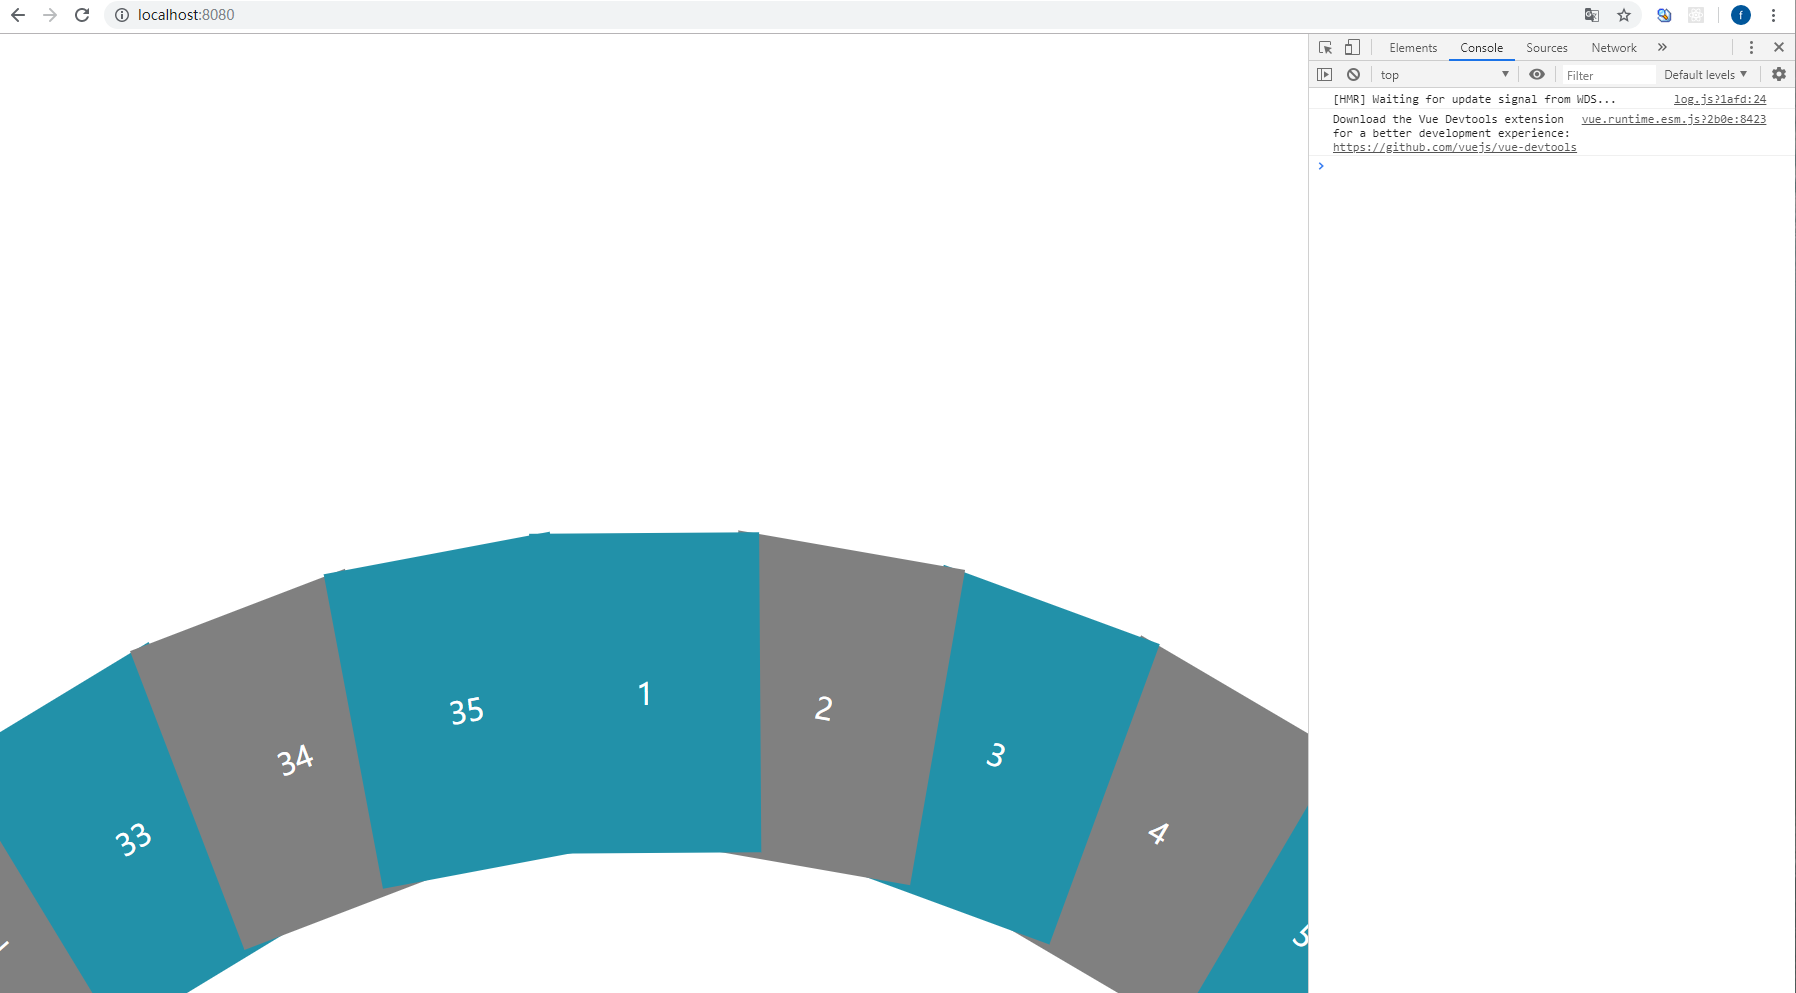 localhost:8080
f
Elements Console Sources Network »
top Filter Default levels
[HMR] Waiting for update signal from WDS... log.js?1afd:24
Download the Vue Devtools extension vue.runtime.esm.js?2b0e:8423
for a better development experience:
https://github.com/vuejs/vue-devtools
33
34
35
1
2
3
4
5